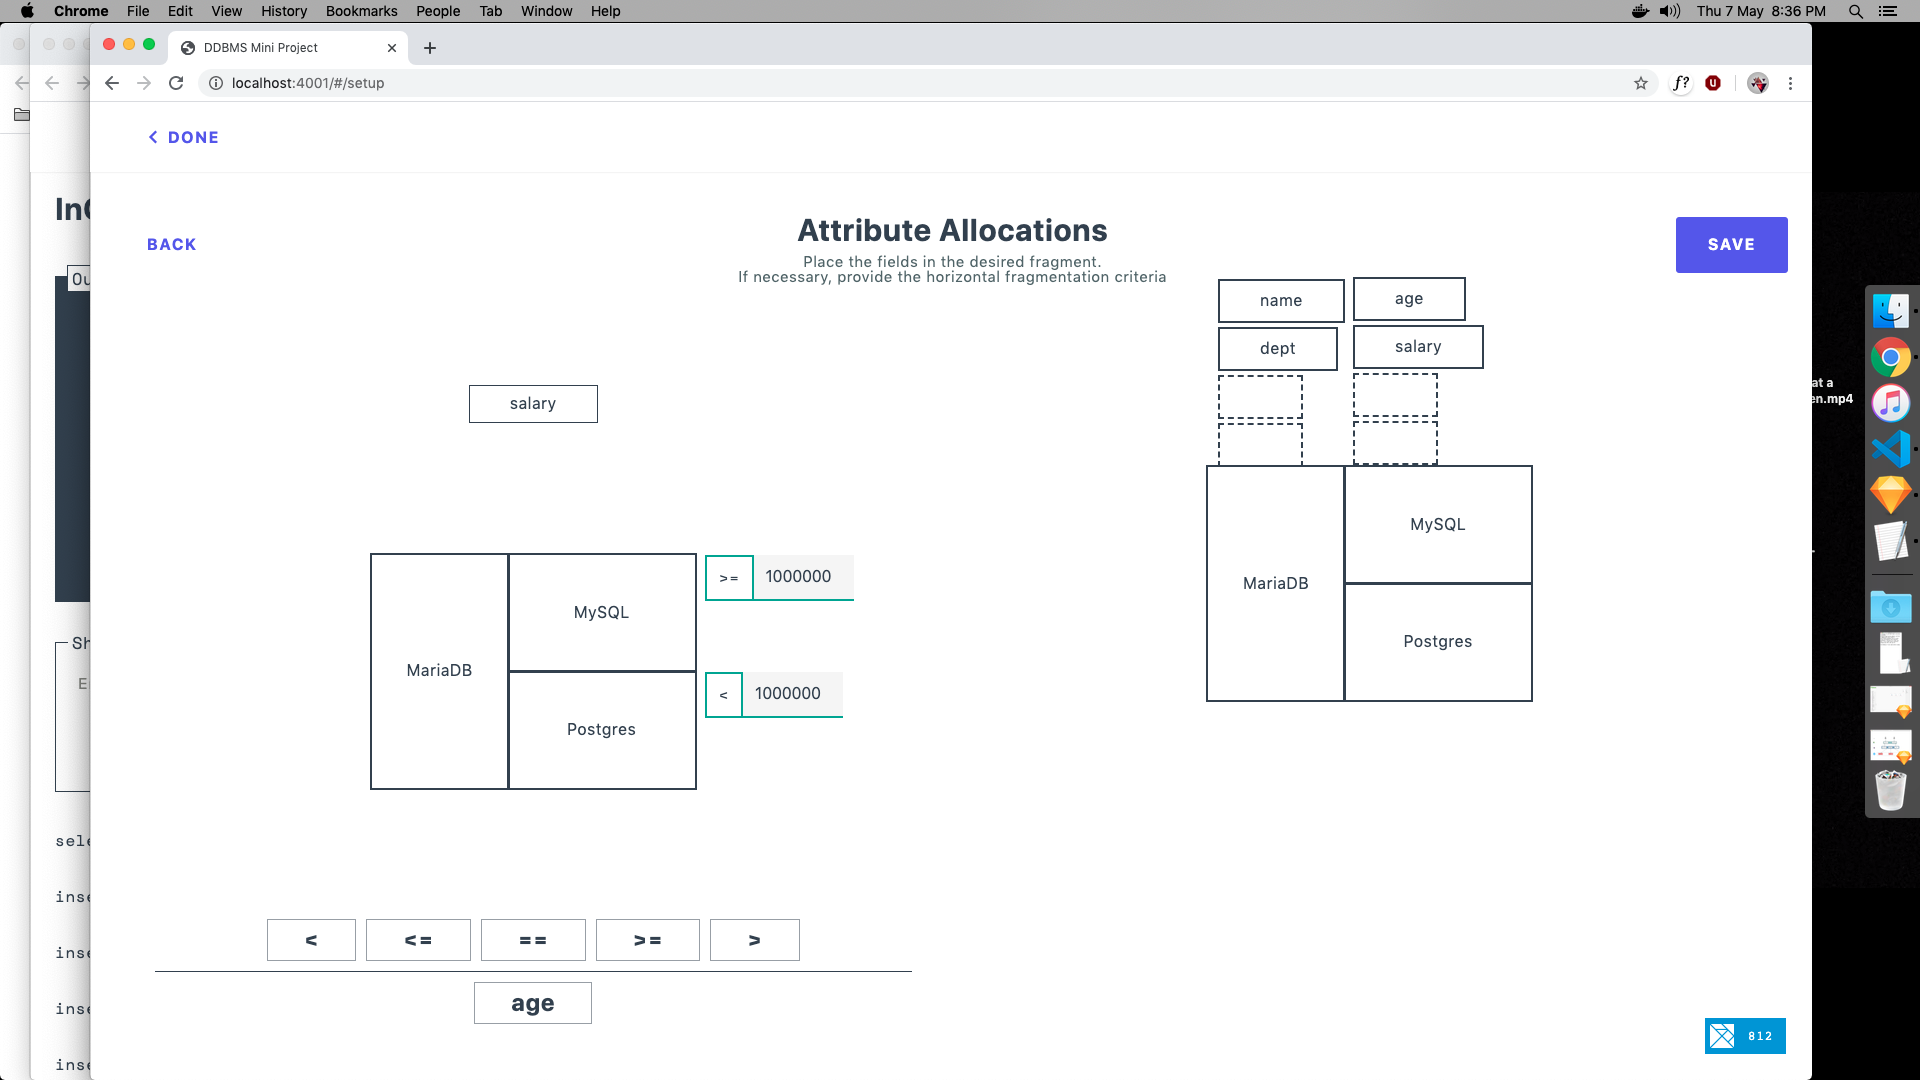 Chrome File Edit View History Bookmarks People Tab Window Help
Thu 7 May 8:36 PM
DDBMS Mini Project
localhost:4001/#/setup
f?
DONE
BACK
Attribute Allocations
Place the fields in the desired fragment.
If necessary, provide the horizontal fragmentation criteria
SAVE
name age
dept salary
salary
MariaDB
MySQL
Postgres
>= 1000000
< 1000000
MariaDB
MySQL
Postgres
< <= == >= >
age
812
at a
en.mp4
In
Ou
Sh
E
sele
inse
inse
inse
inse